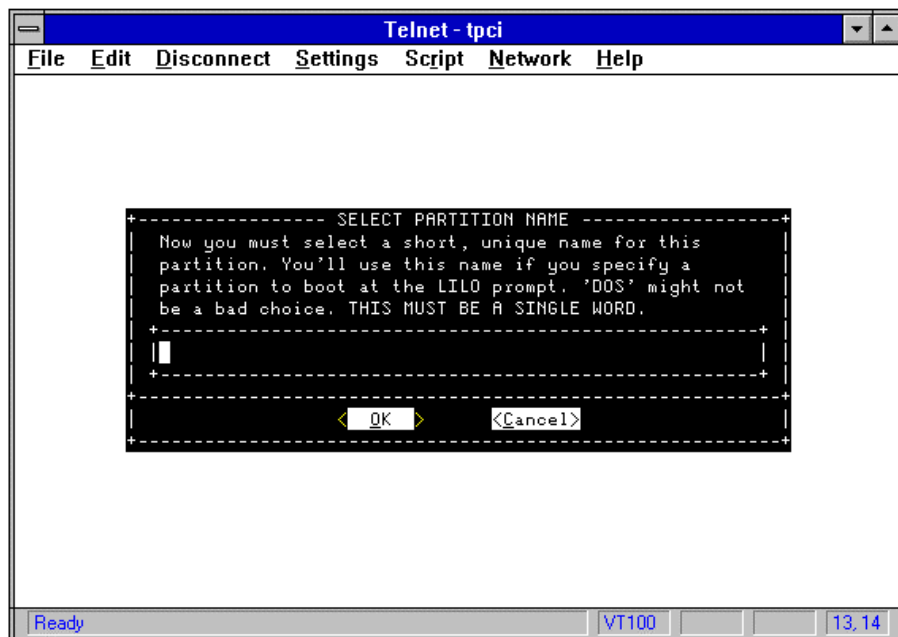 Telnet - tpci
File Edit Disconnect Settings Script Network Help
SELECT PARTITION NAME
Now you must select a short, unique name for this
partition. You'll use this name if you specify a
partition to boot at the LILO prompt. 'DOS' might not
be a bad choice. THIS MUST BE A SINGLE WORD.
< OK > <Cancel>
Ready VT100 13, 14